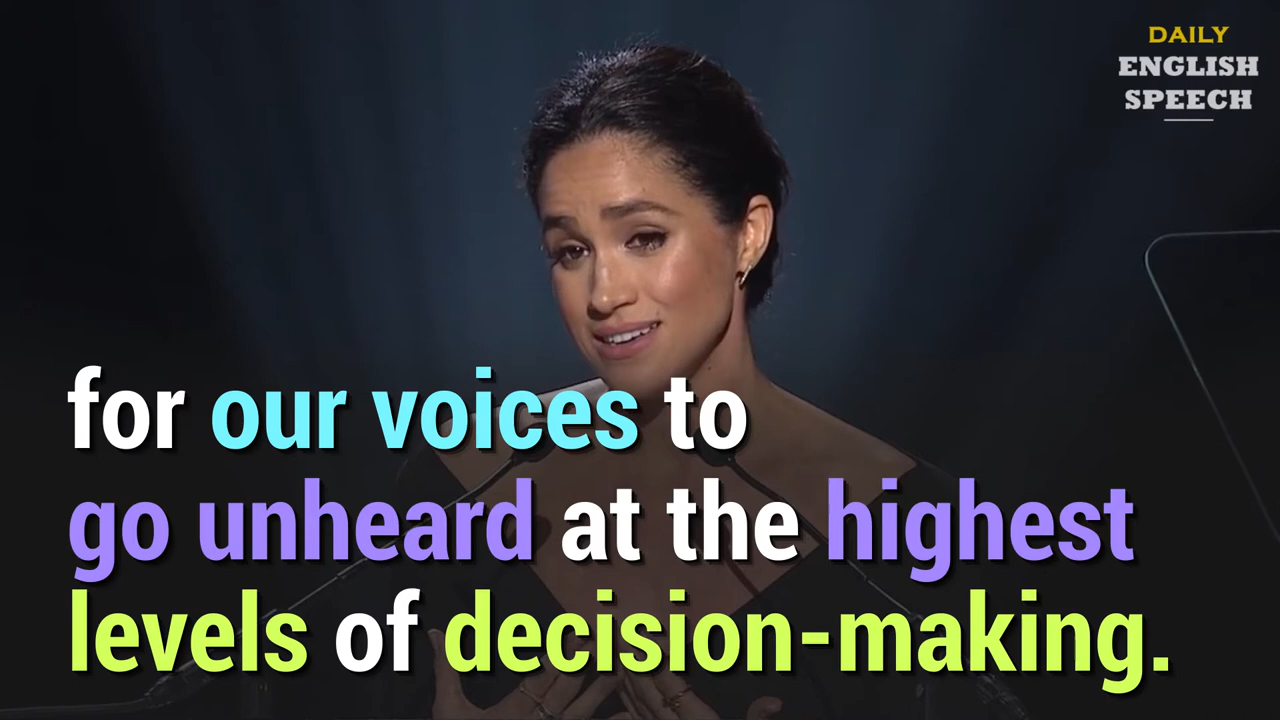 DAILY
ENGLISH
SPEECH
for our voices to
go unheard at the highest
levels of decision-making.